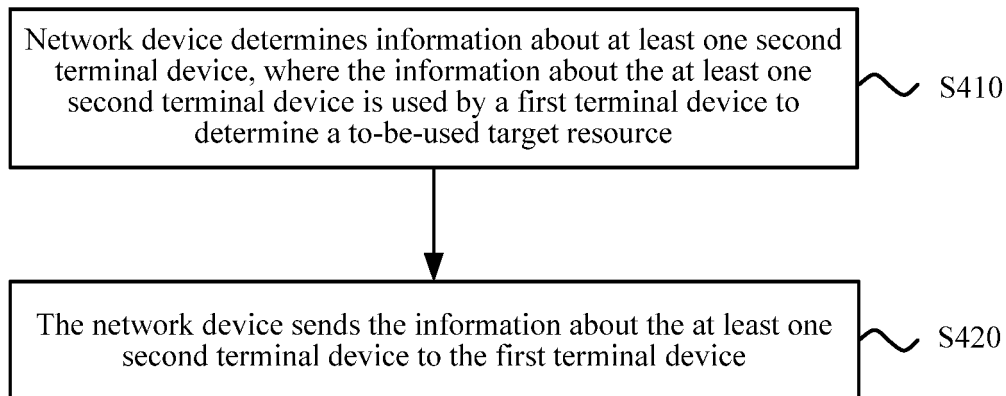 Network device determines information about at least one second
terminal device, where the information about the at least one
second terminal device is used by a first terminal device to
determine a to-be-used target resource
S410
The network device sends the information about the at least one
second terminal device to the first terminal device
S420